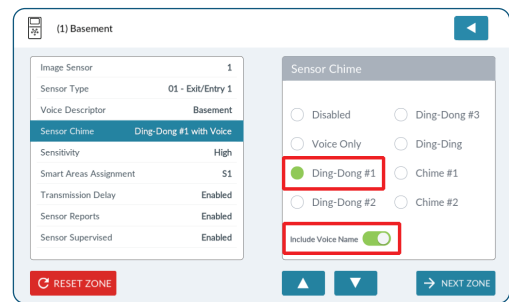 (1) Basement
Image Sensor 1
Sensor Type 01 - Exit/Entry 1
Voice Descriptor Basement
Sensor Chime Ding-Dong #1 with Voice
Sensitivity High
Smart Areas Assignment S1
Transmission Delay Enabled
Sensor Reports Enabled
Sensor Supervised Enabled
Sensor Chime
Disabled Ding-Dong #3
Voice Only Ding-Ding
Ding-Dong #1 Chime #1
Ding-Dong #2 Chime #2
Include Voice Name
RESET ZONE
NEXT ZONE